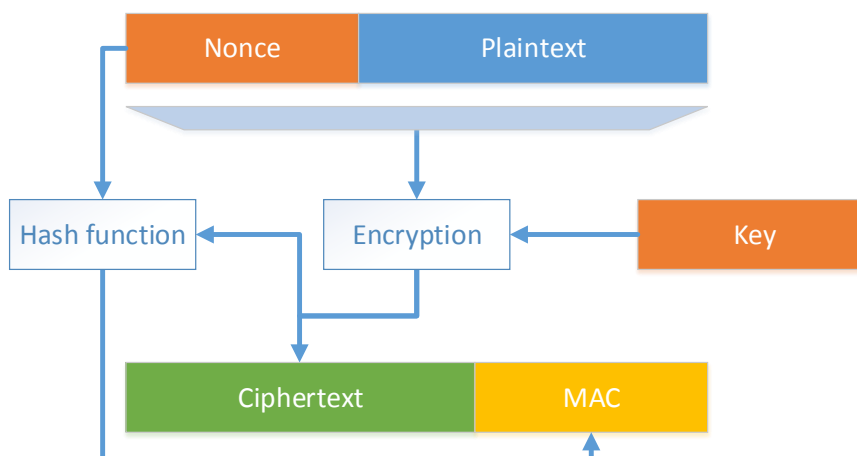 Nonce
Plaintext
Hash function
Encryption
Key
Ciphertext
MAC